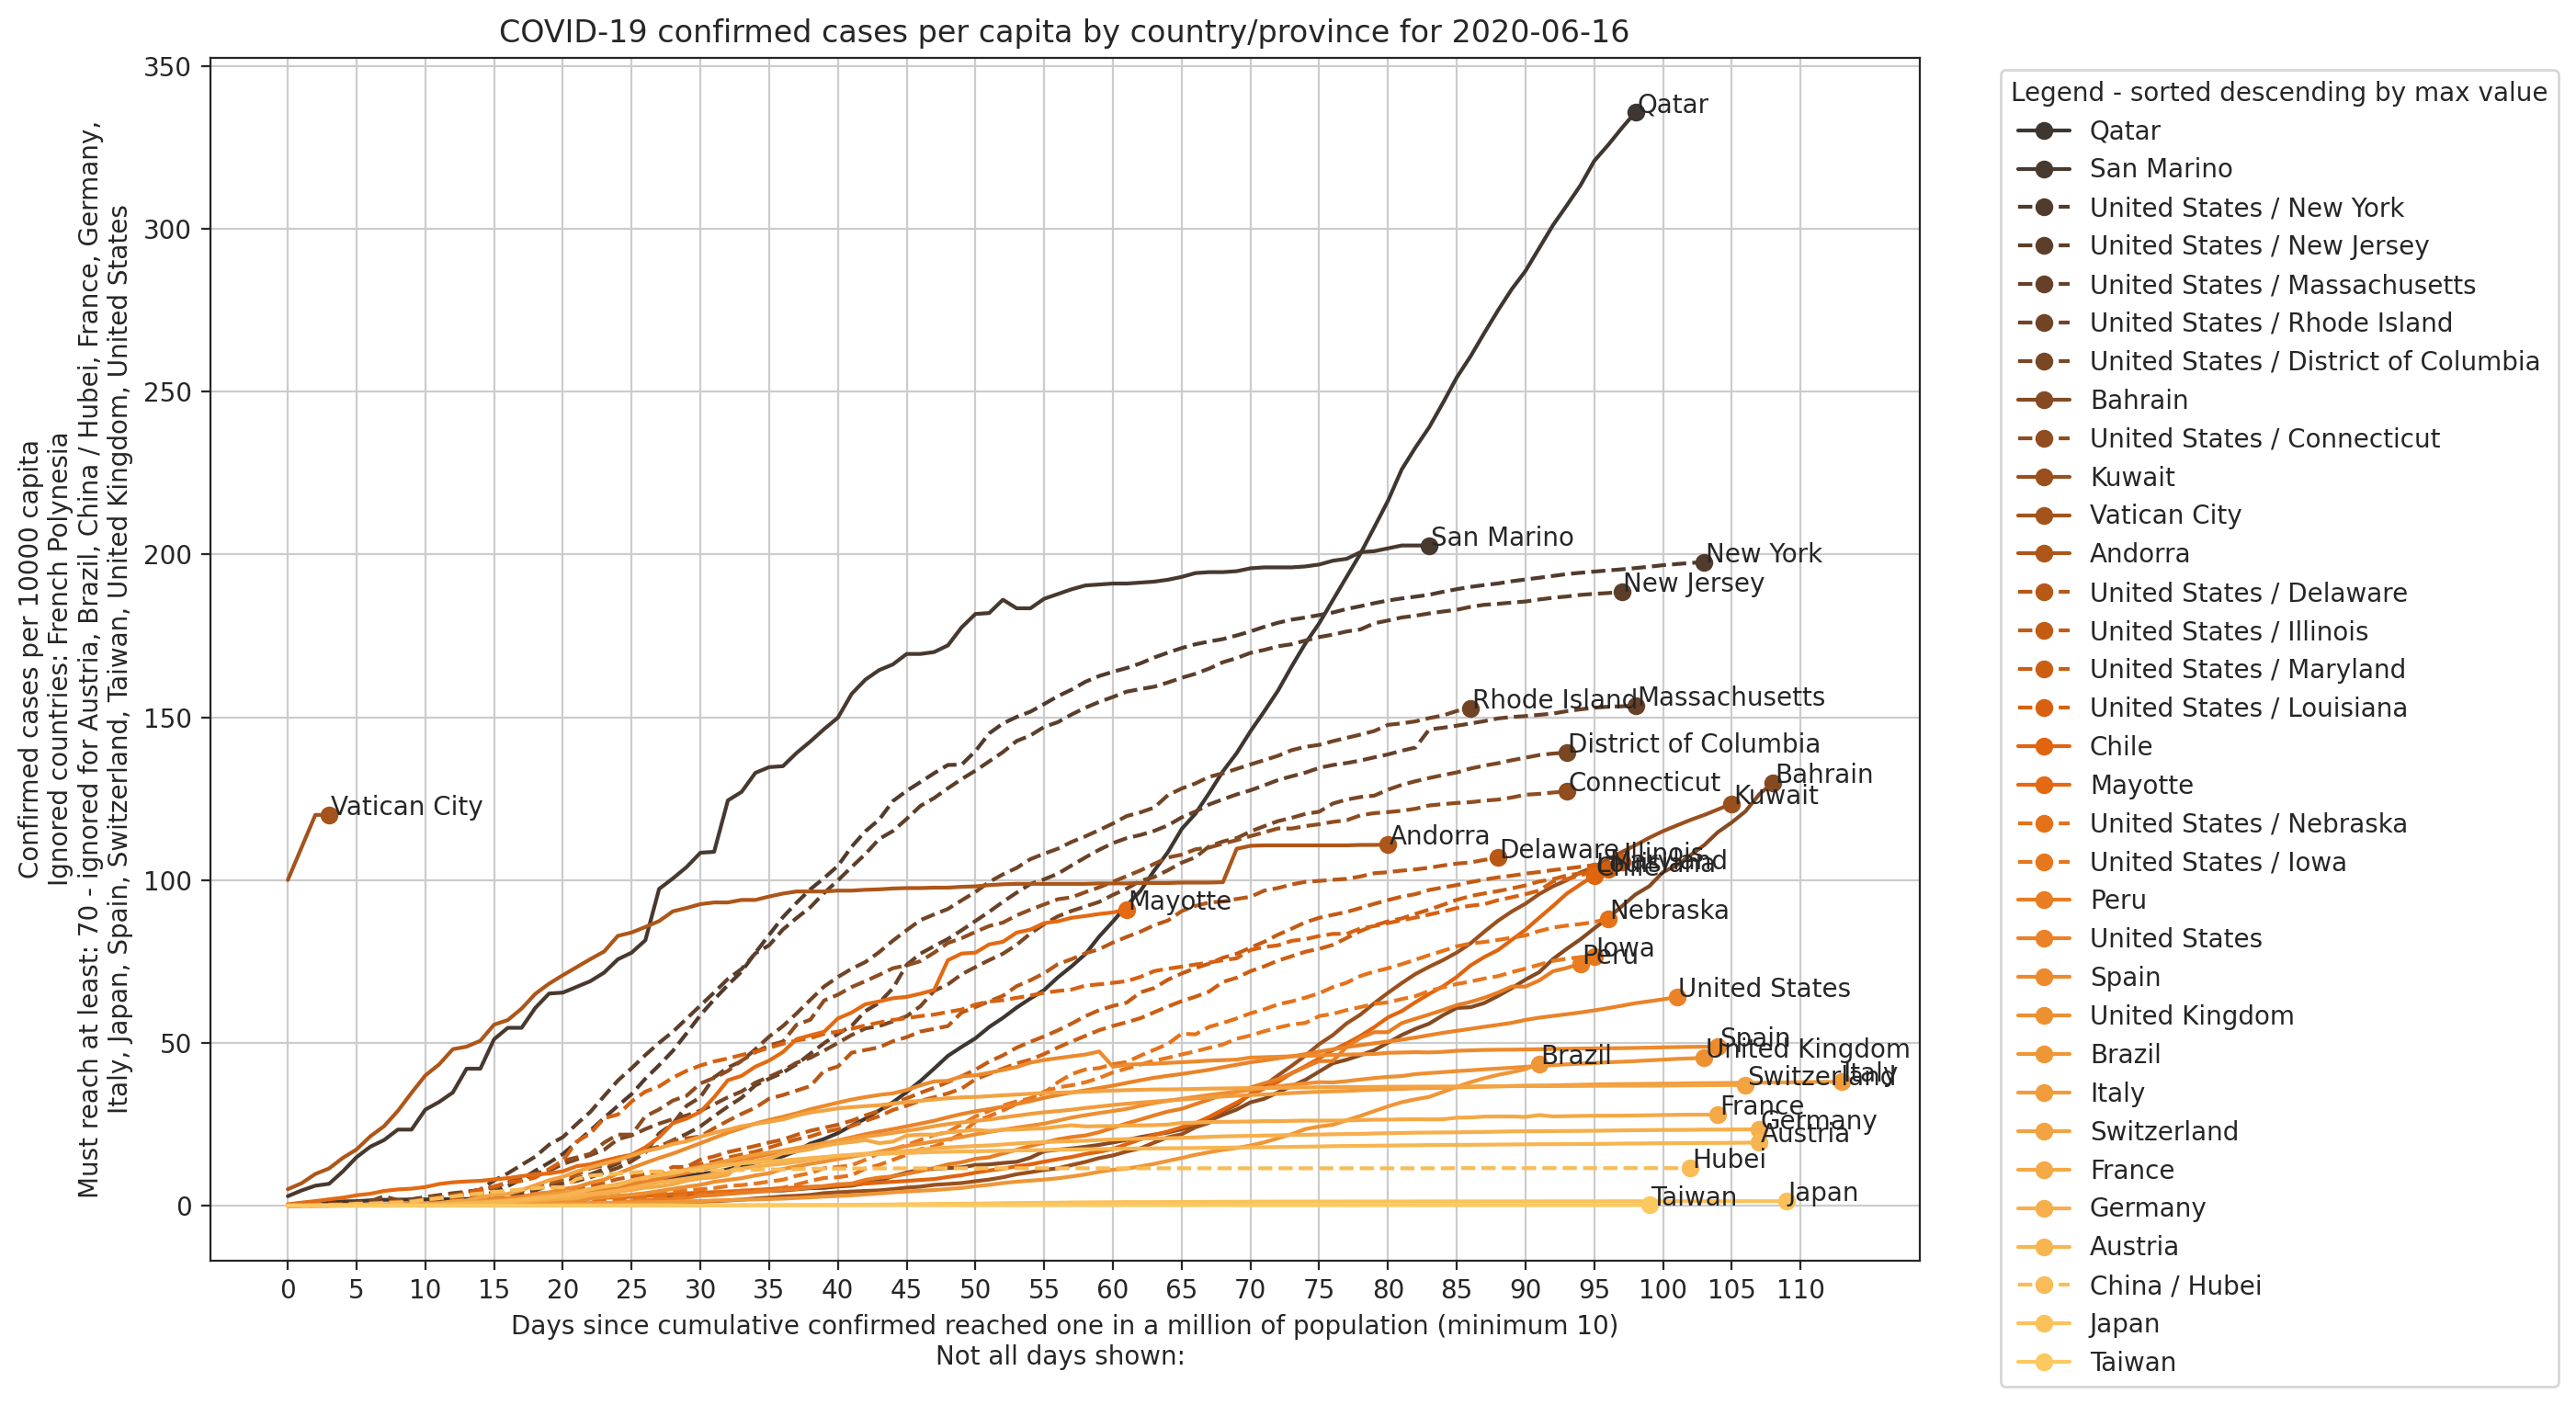 COVID-19 confirmed cases per capita by country/province for 2020-06-16
Confirmed cases per 10000 capita
Ignored countries: French Polynesia
Must reach at least: 70 - ignored for Austria, Brazil, China / Hubei, France, Germany,
Italy, Japan, Spain, Switzerland, Taiwan, United Kingdom, United States
350
300
250
200
150
100
50
0
Qatar
San Marino
New York
New Jersey
Rhode Island
Massachusetts
District of Columbia
Connecticut
Bahrain
Kuwait
Vatican City
Andorra
Delaware
Illinois
Maryland
Louisiana
Chile
Mayotte
Nebraska
Iowa
Peru
United States
Spain
United Kingdom
Brazil
Italy
Switzerland
France
Germany
Austria
Hubei
Japan
Taiwan
0 5 10 15 20 25 30 35 40 45 50 55 60 65 70 75 80 85 90 95 100 105 110
Days since cumulative confirmed reached one in a million of population (minimum 10)
Not all days shown:
Legend - sorted descending by max value
Qatar
San Marino
United States / New York
United States / New Jersey
United States / Massachusetts
United States / Rhode Island
United States / District of Columbia
Bahrain
United States / Connecticut
Kuwait
Vatican City
Andorra
United States / Delaware
United States / Illinois
United States / Maryland
United States / Louisiana
Chile
Mayotte
United States / Nebraska
United States / Iowa
Peru
United States
Spain
United Kingdom
Brazil
Italy
Switzerland
France
Germany
Austria
China / Hubei
Japan
Taiwan